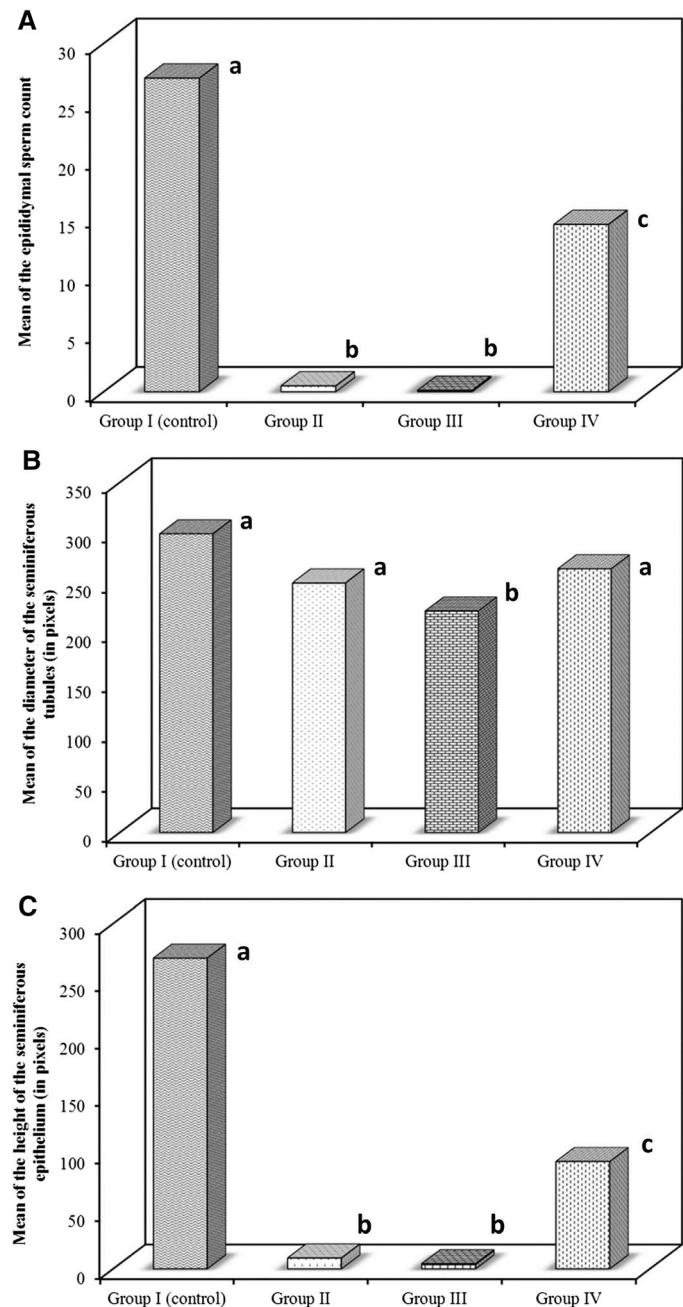 A
Mean of the epididymal sperm count
30
25
20
15
10
5
0
a
b
b
c
Group I (control) Group II Group III Group IV
B
Mean of the diameter of the seminiferous
tubules (in pixels)
350
300
250
200
150
100
50
0
a
a
b
a
Group I (control) Group II Group III Group IV
C
Mean of the height of the seminiferous
epithelium (in pixels)
300
250
200
150
100
50
0
a
b
b
c
Group I (control) Group II Group III Group IV